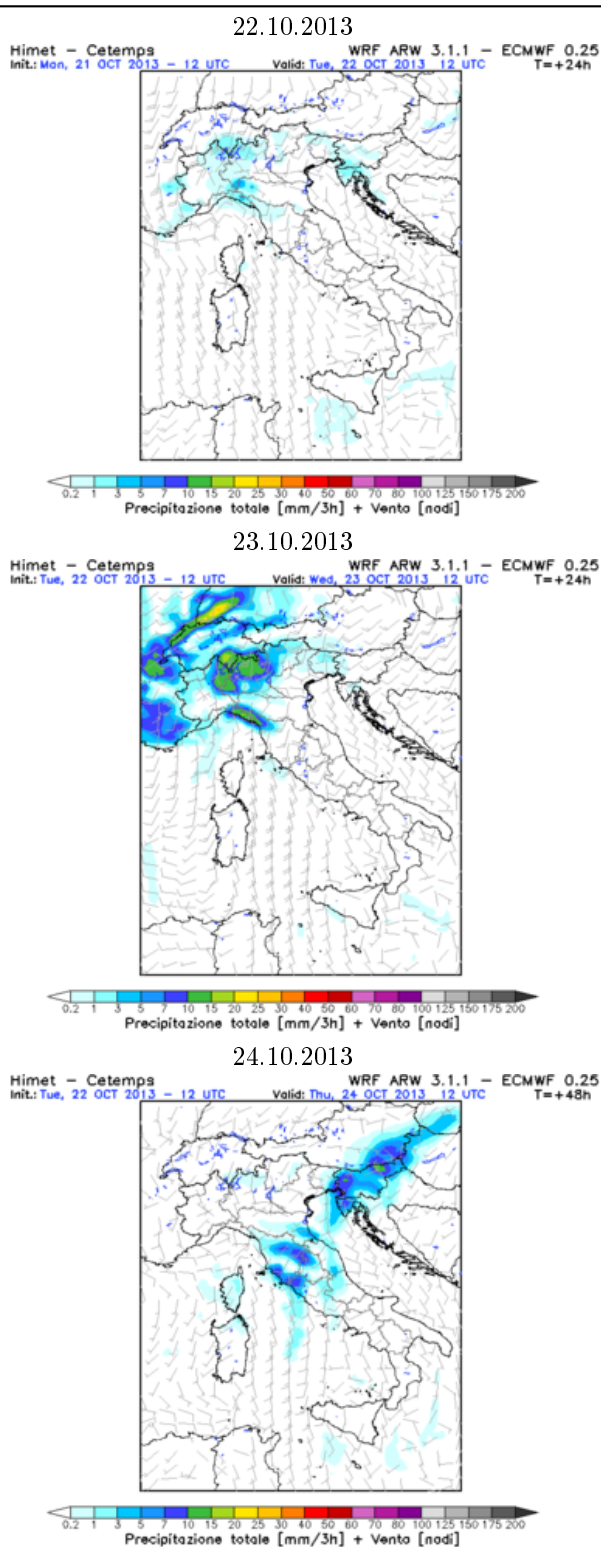 22.10.2013
Himet – Cetemps WRF ARW 3.1.1 – ECMWF 0.25
Init.: Mon, 21 OCT 2013 – 12 UTC Valid: Tue, 22 OCT 2013 12 UTC T=+24h
0.2 1 3 5 7 10 15 20 25 30 40 50 60 70 80 100 125 150 175 200
Precipitazione totale [mm/3h] + Vento [nodi]
23.10.2013
Himet – Cetemps WRF ARW 3.1.1 – ECMWF 0.25
Init.: Tue, 22 OCT 2013 – 12 UTC Valid: Wed, 23 OCT 2013 12 UTC T=+24h
0.2 1 3 5 7 10 15 20 25 30 40 50 60 70 80 100 125 150 175 200
Precipitazione totale [mm/3h] + Vento [nodi]
24.10.2013
Himet – Cetemps WRF ARW 3.1.1 – ECMWF 0.25
Init.: Tue, 22 OCT 2013 – 12 UTC Valid: Thu, 24 OCT 2013 12 UTC T=+48h
0.2 1 3 5 7 10 15 20 25 30 40 50 60 70 80 100 125 150 175 200
Precipitazione totale [mm/3h] + Vento [nodi]